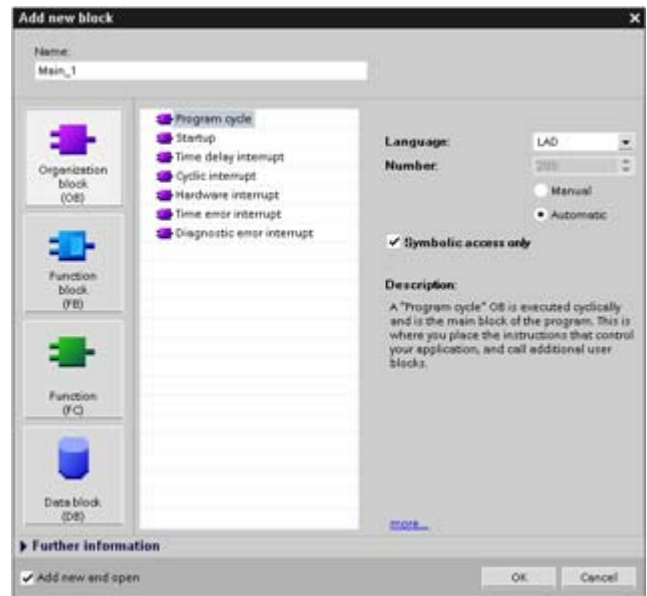 Add new block
Name:
Main_1
Organization
block
(OB)
Function
block
(FB)
Function
(FC)
Data block
(DB)
Program cycle
Startup
Time delay interrupt
Cyclic interrupt
Hardware interrupt
Time error interrupt
Diagnostic error interrupt
Language:
LAD
Number:
200
Manual
Automatic
Symbolic access only
Description:
A "Program cycle" OB is executed cyclically
and is the main block of the program. This is
where you place the instructions that control
your application, and call additional user
blocks.
more...
Further information
Add new and open
OK
Cancel